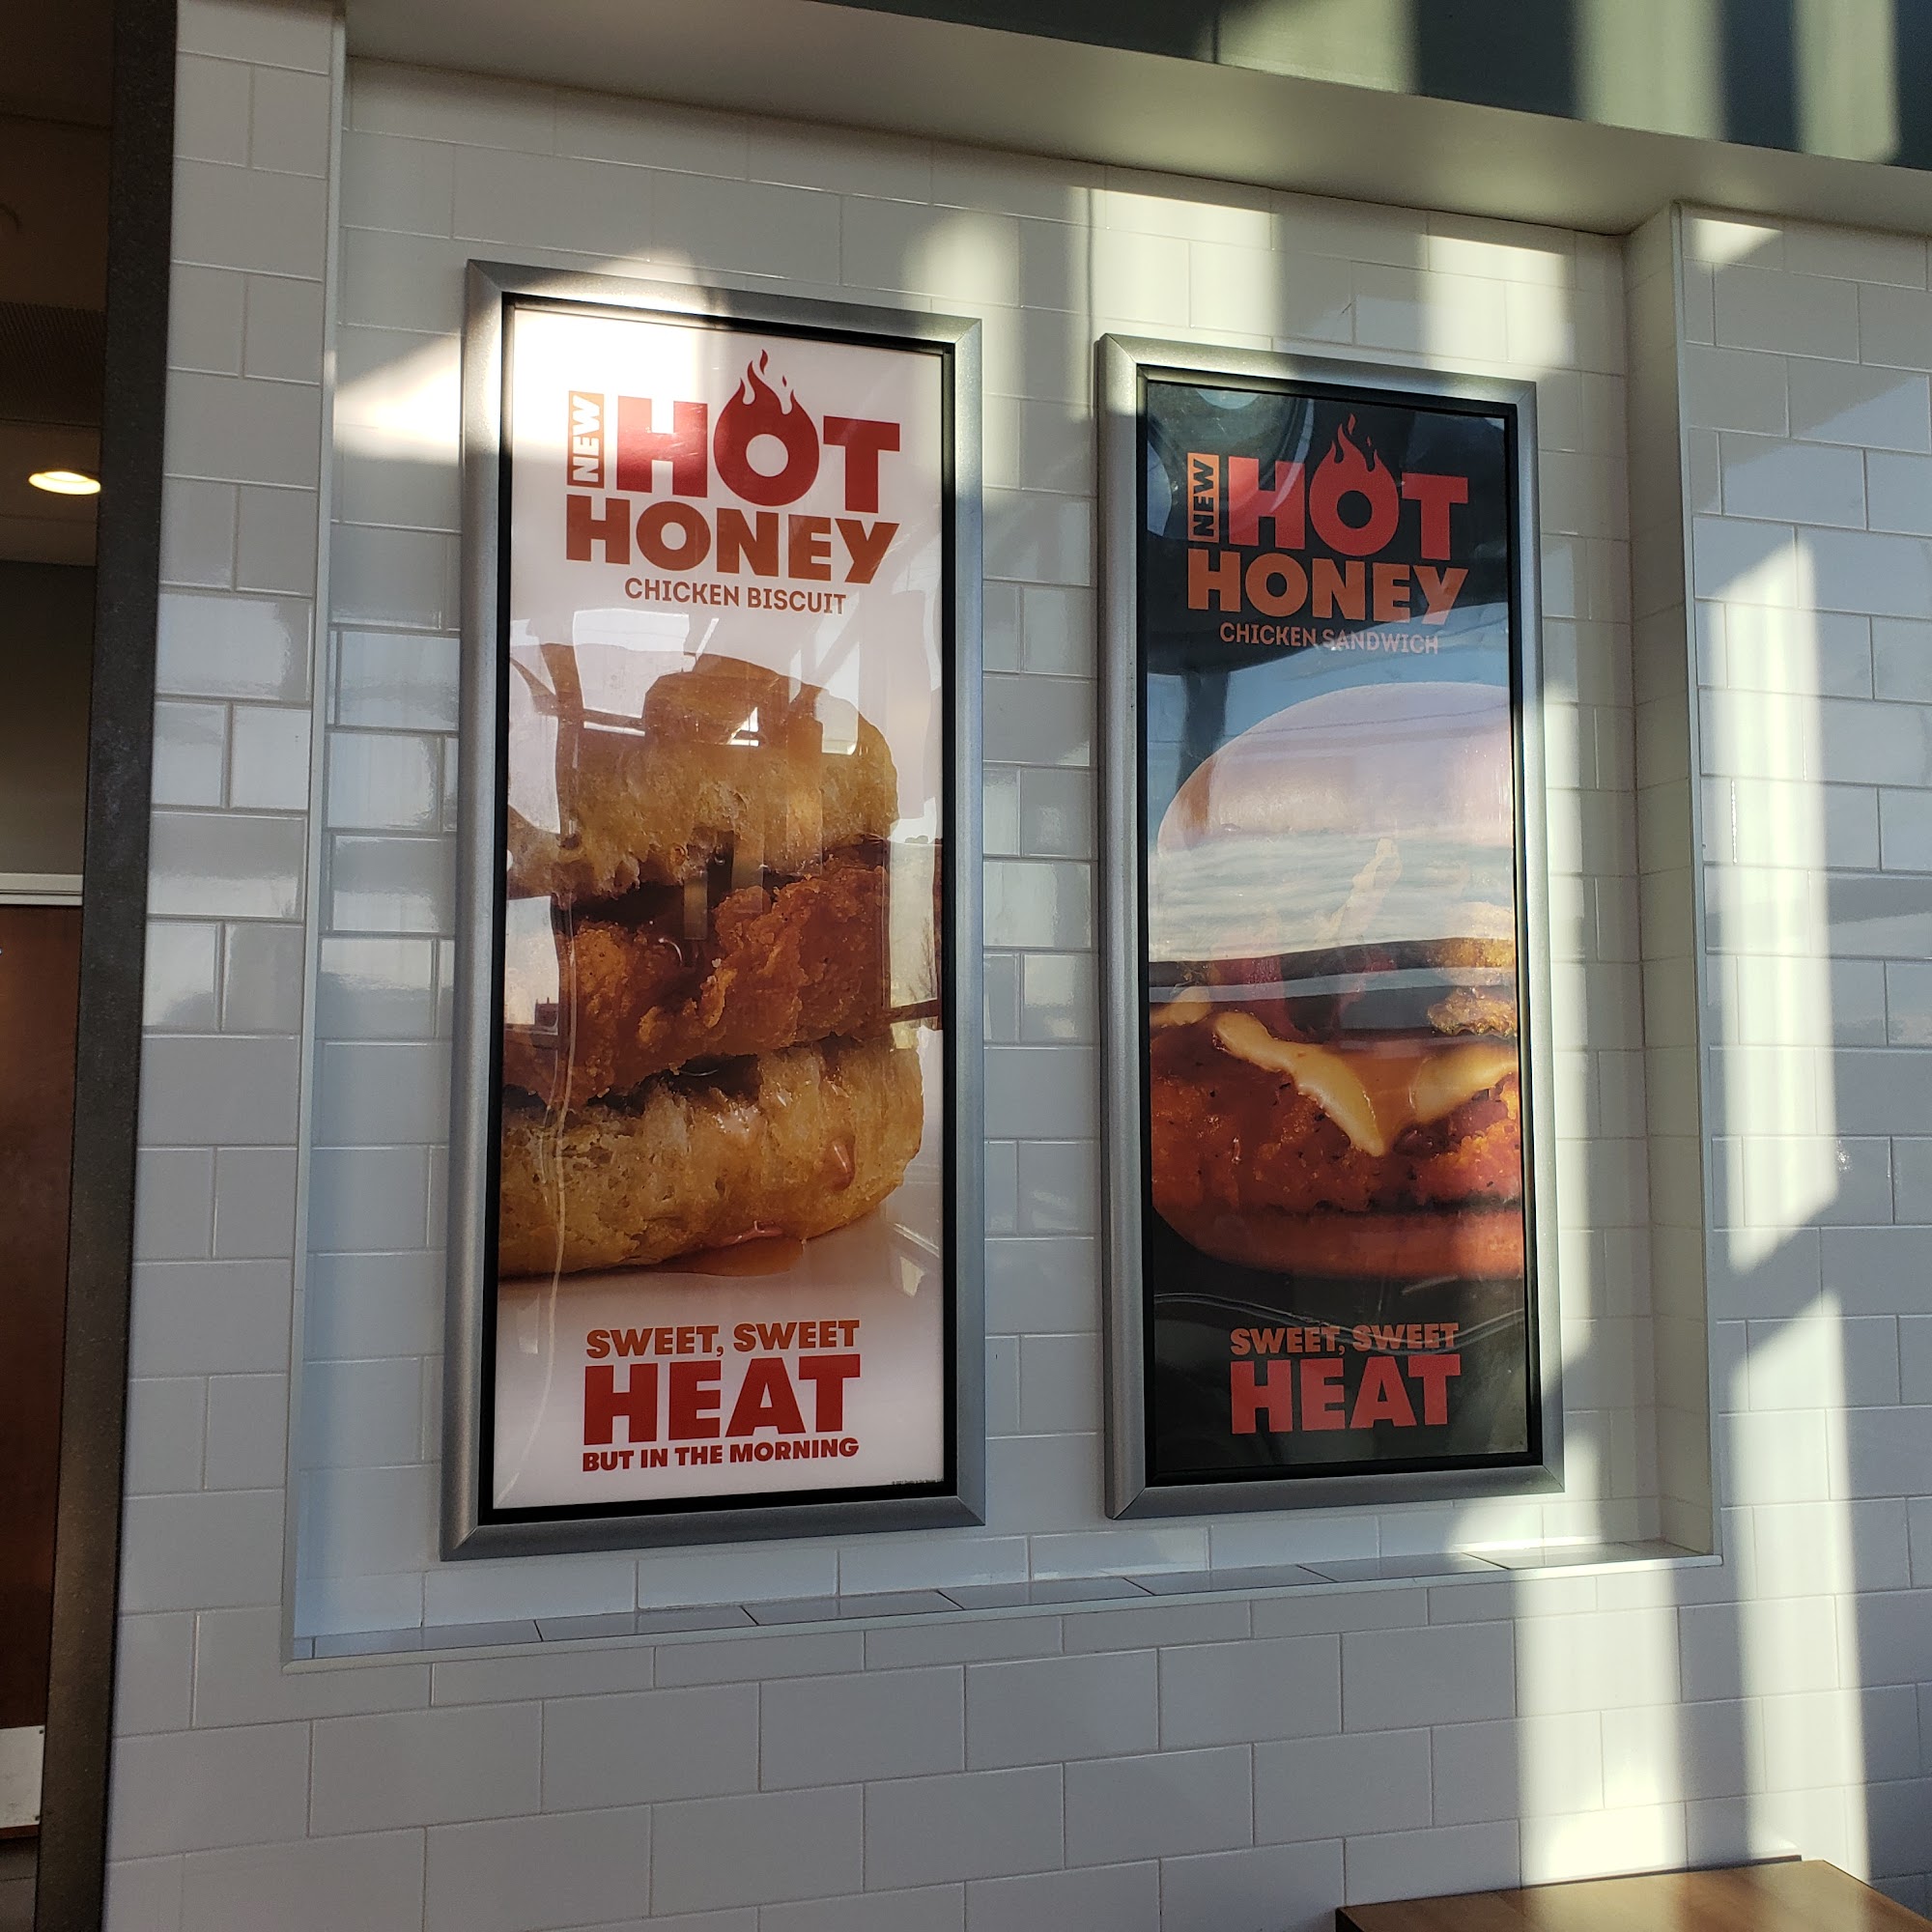 NEW
HOT
HONEY
CHICKEN BISCUIT
SWEET, SWEET
HEAT
BUT IN THE MORNING
NEW
HOT
HONEY
CHICKEN SANDWICH
SWEET, SWEET
HEAT